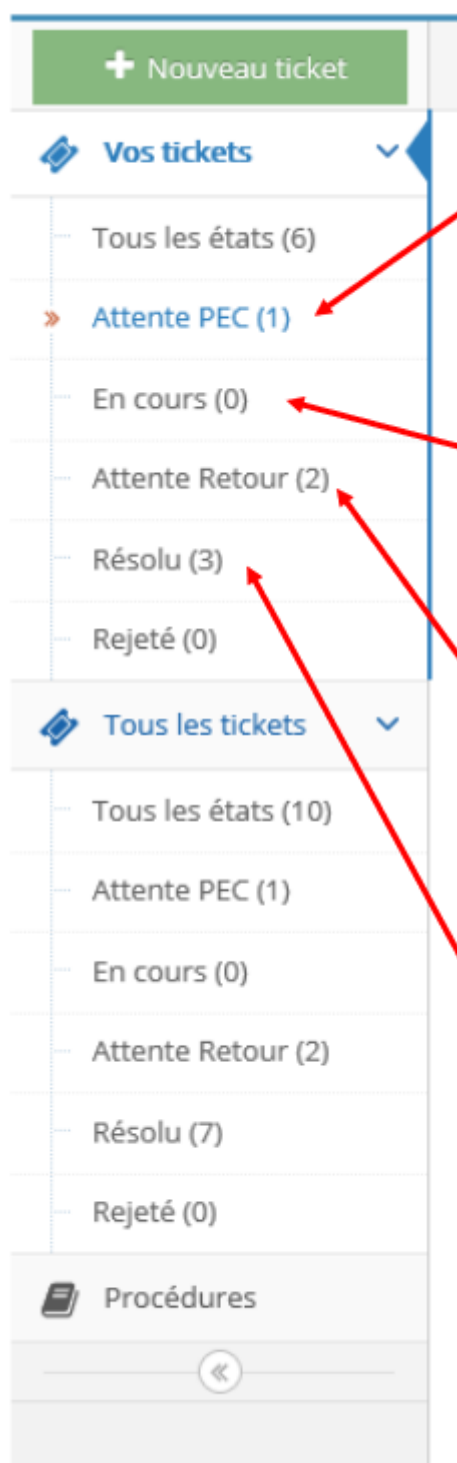 Nouveau ticket
Vos tickets
Tous les états (6)
Attente PEC (1)
En cours (0)
Attente Retour (2)
Résolu (3)
Rejeté (0)
Tous les tickets
Tous les états (10)
Attente PEC (1)
En cours (0)
Attente Retour (2)
Résolu (7)
Rejeté (0)
Procédures